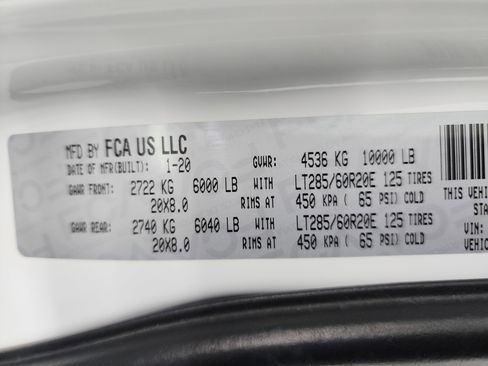 MFD BY FCA US LLC
DATE OF MFR(BUILT): 1-20 GVWR: 4536 KG 10000 LB
GAWR FRONT: 2722 KG 6000 LB WITH LT285/60R20E 125 TIRES
20X8.0 RIMS AT 450 KPA ( 65 PSI) COLD
GAWR REAR: 2740 KG 6040 LB WITH LT285/60R20E 125 TIRES
20X8.0 RIMS AT 450 KPA ( 65 PSI) COLD
THIS VEHI
STA
VIN:
VEHIC